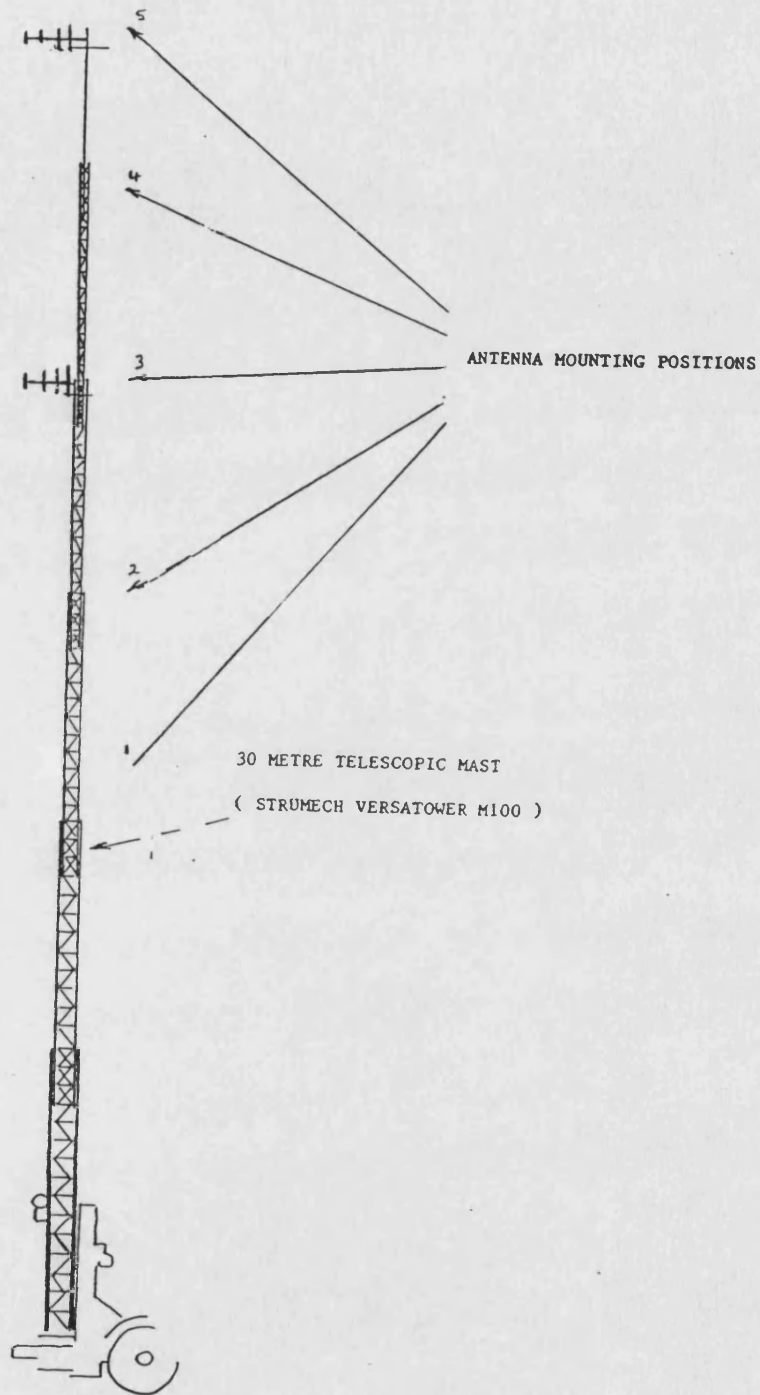 5
4
ANTENNA MOUNTING POSITIONS
3
2
1
30 METRE TELESCOPIC MAST
( STRUMECH VERSATOWER M100 )